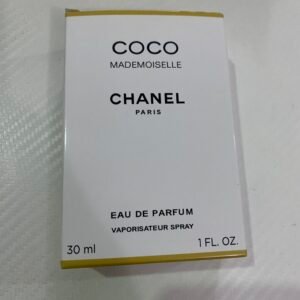 COCO
MADEMOISELLE
CHANEL
PARIS
EAU DE PARFUM
VAPORISATEUR SPRAY
30 ml 1 FL. OZ.